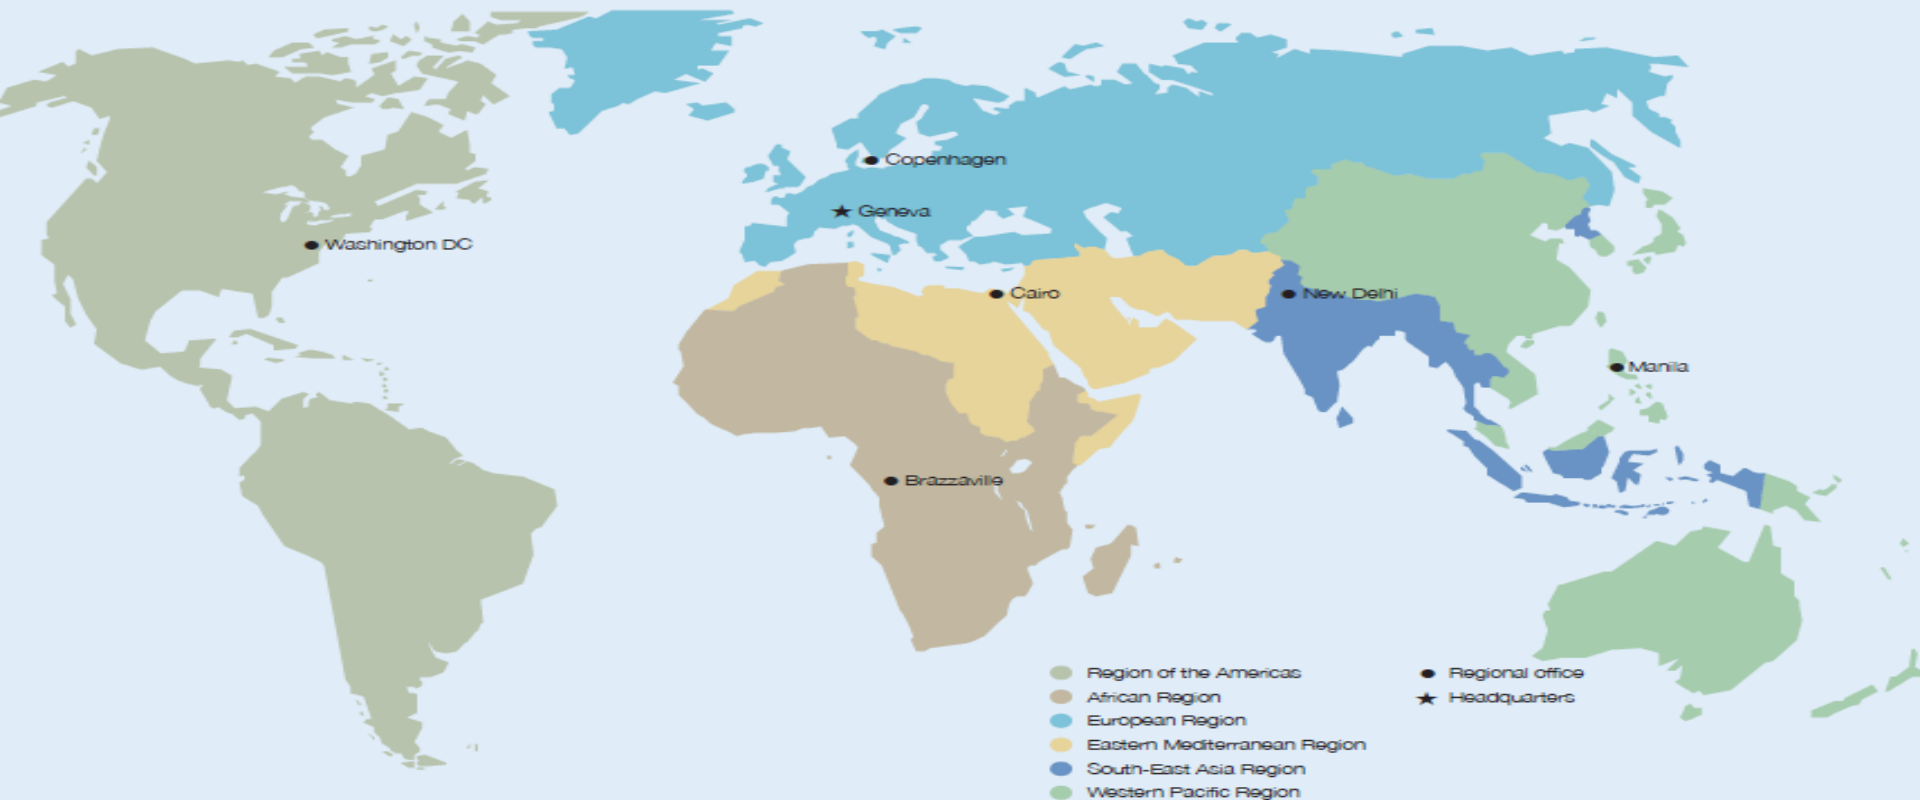 Copenhagen
Geneva
Washington DC
Cairo
New Delhi
Manila
Brazzaville
Region of the Americas
African Region
European Region
Eastern Mediterranean Region
South-East Asia Region
Western Pacific Region
Regional office
Headquarters